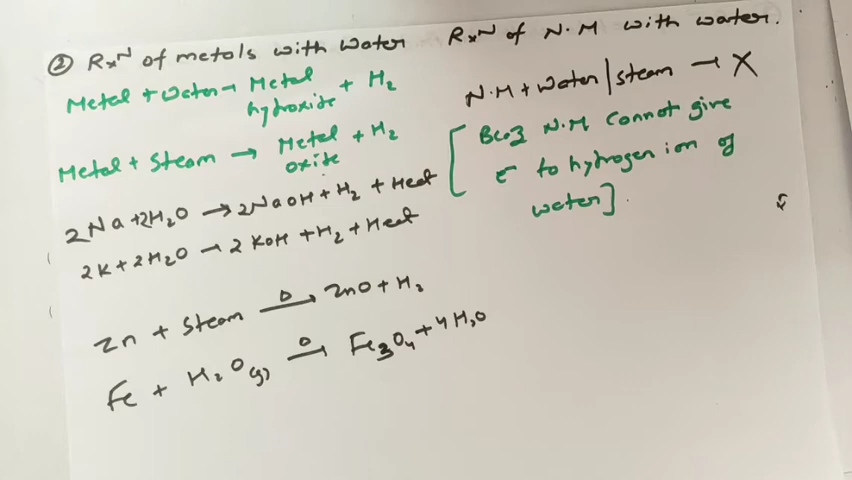 ② RxN of metals with water
Metal + water → Metal hydroxide + H₂
Metal + Steam → Metal oxide + H₂
2Na + 2H₂O → 2NaOH + H₂ + Heat
2K + 2H₂O → 2KOH + H₂ + Heat
Zn + Steam —Δ→ ZnO + H₂
Fe + H₂O(g) —Δ→ Fe₃O₄ + 4H₂O
RxN of N.M with water.
N.M + water | steam → X
[Bcoz N.M cannot give
e⁻ to hydrogen ion of
water].